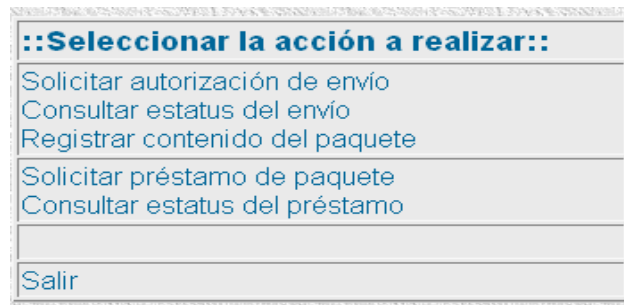 ::Seleccionar la acción a realizar::
Solicitar autorización de envío
Consultar estatus del envío
Registrar contenido del paquete
Solicitar préstamo de paquete
Consultar estatus del préstamo
Salir